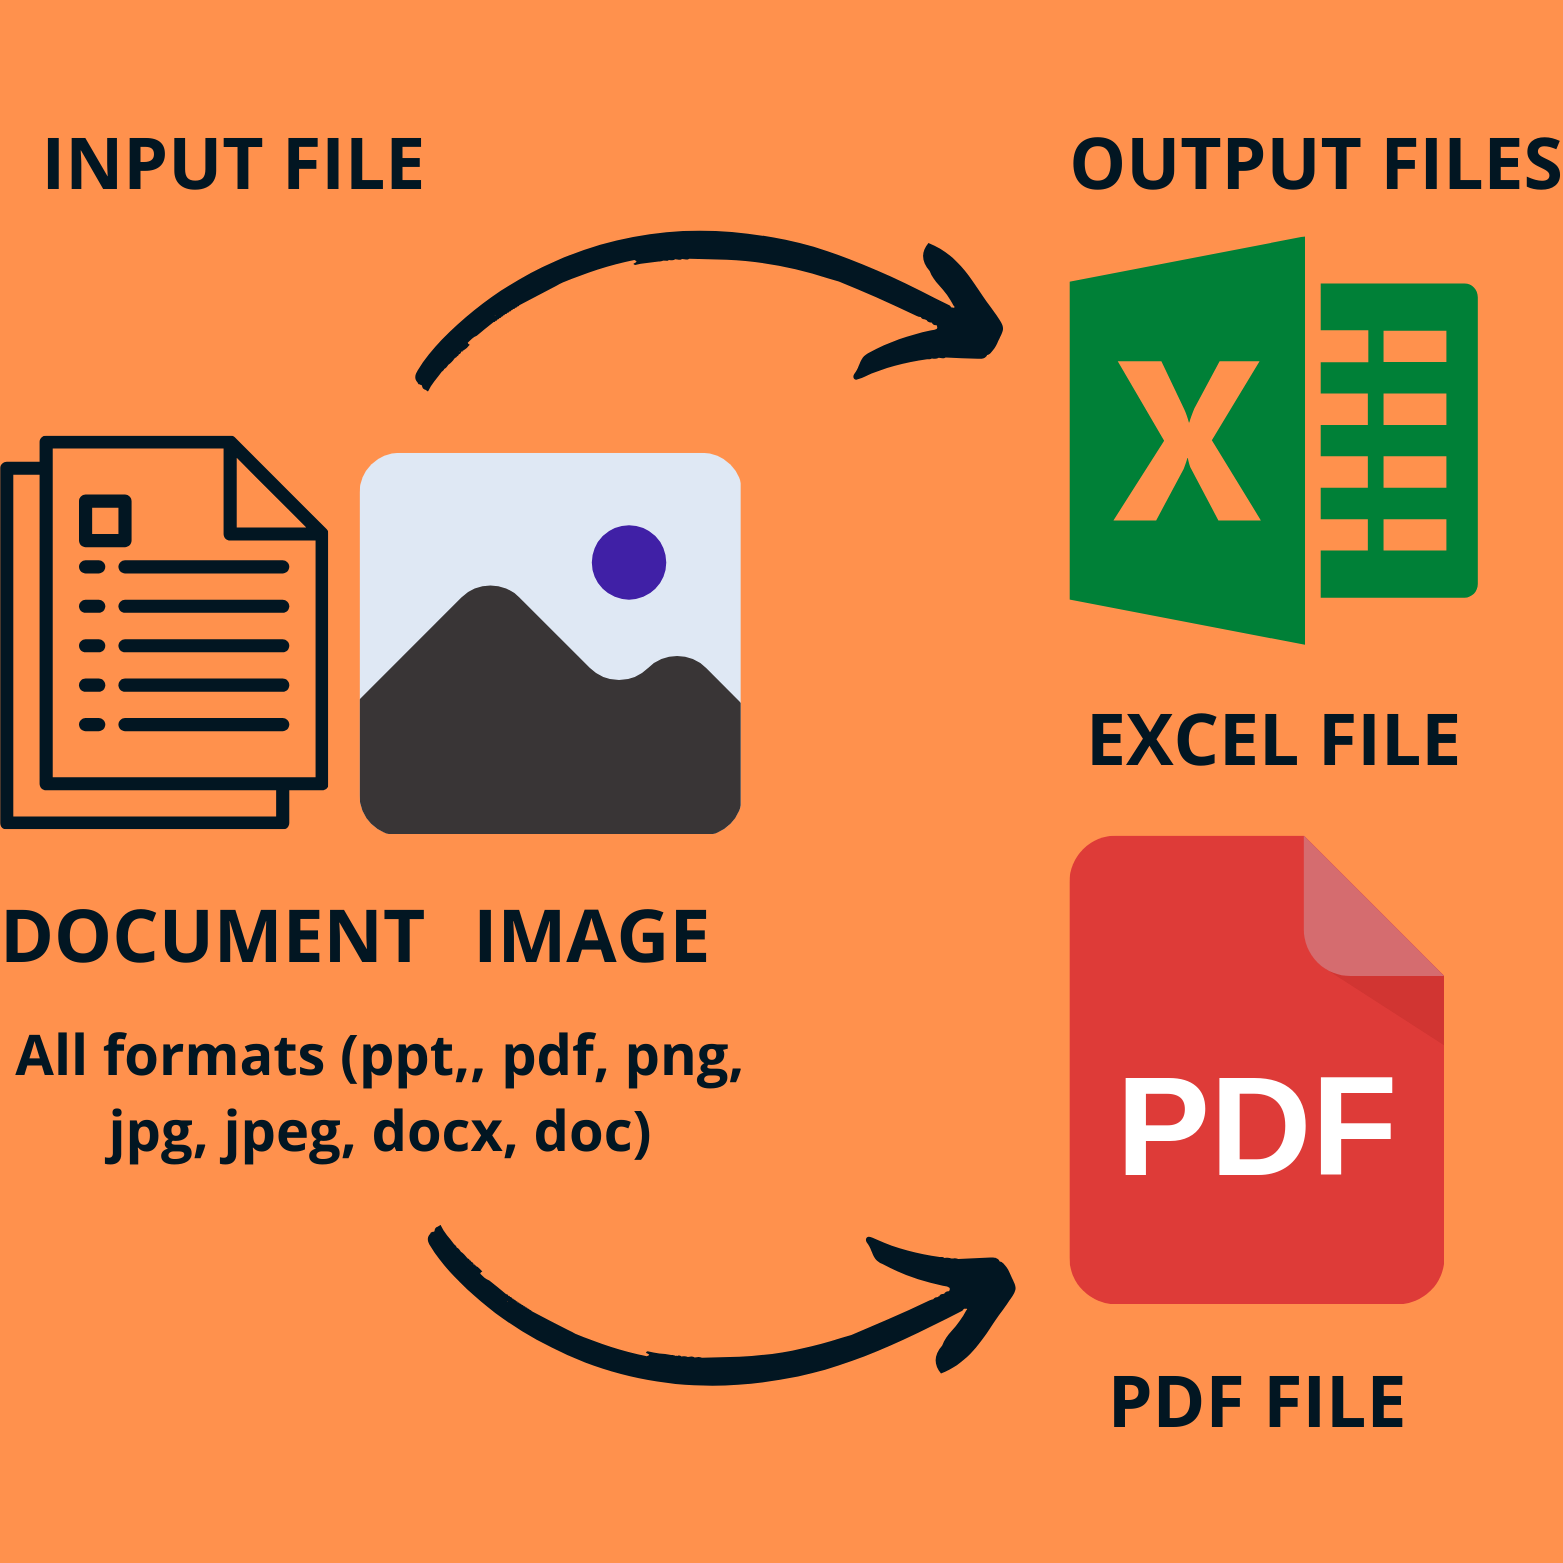 INPUT FILE
OUTPUT FILES
X
EXCEL FILE
DOCUMENT IMAGE
All formats (ppt,, pdf, png,
jpg, jpeg, docx, doc)
PDF
PDF FILE